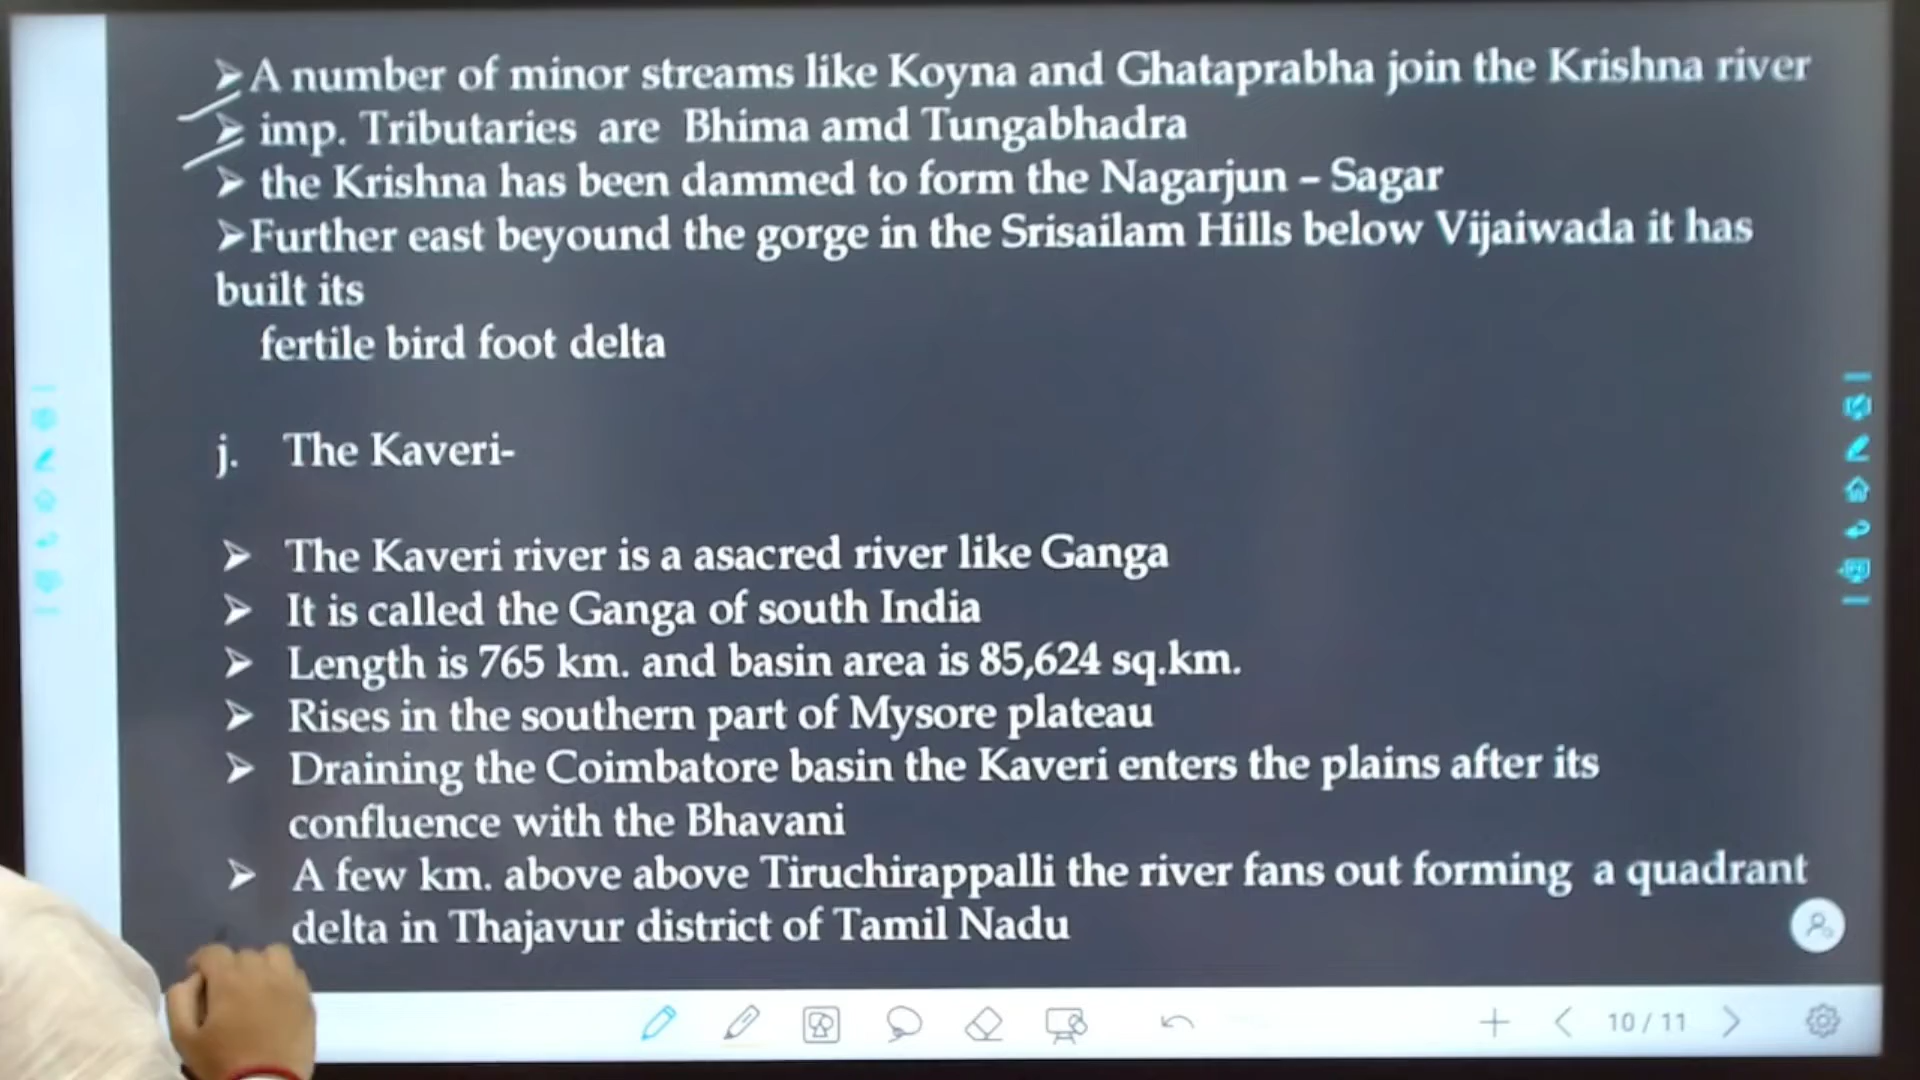 ➤A number of minor streams like Koyna and Ghataprabha join the Krishna river
➤ imp. Tributaries are Bhima amd Tungabhadra
➤ the Krishna has been dammed to form the Nagarjun – Sagar
➤Further east beyound the gorge in the Srisailam Hills below Vijaiwada it has
built its
fertile bird foot delta
j. The Kaveri-
➤ The Kaveri river is a asacred river like Ganga
➤ It is called the Ganga of south India
➤ Length is 765 km. and basin area is 85,624 sq.km.
➤ Rises in the southern part of Mysore plateau
➤ Draining the Coimbatore basin the Kaveri enters the plains after its
confluence with the Bhavani
➤ A few km. above above Tiruchirappalli the river fans out forming a quadrant
delta in Thajavur district of Tamil Nadu
10 / 11